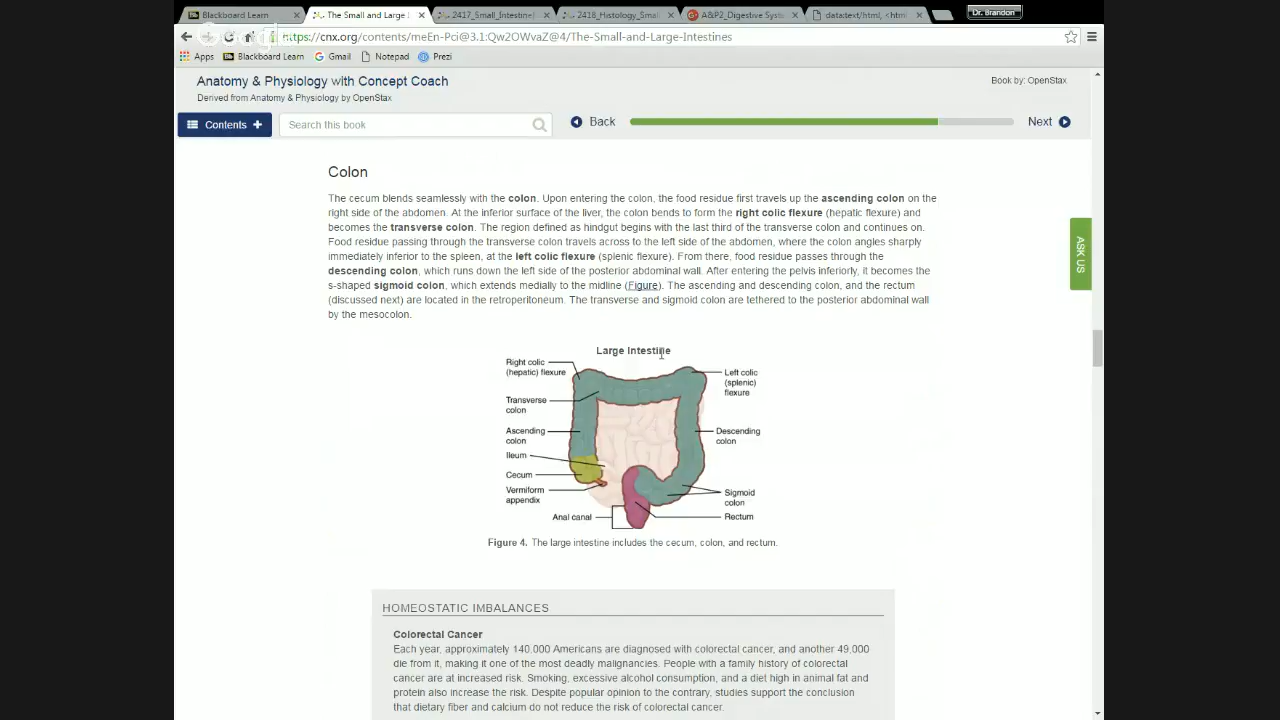 Blackboard Learn
The Small and Large
2417_Small_Intestine
2418_Histology_Small
A&P2_Digestive Syst
data:text/html, <htm
Dr. Brandon
https://cnx.org/contents/meEn-Pci@3.1:Qw2OWvaZ@4/The-Small-and-Large-Intestines
Apps Blackboard Learn Gmail Notepad Prezi
Anatomy & Physiology with Concept Coach
Book by: OpenStax
Derived from Anatomy & Physiology by OpenStax
Contents +
Search this book
Back
Next
Colon
The cecum blends seamlessly with the colon. Upon entering the colon, the food residue first travels up the ascending colon on the
right side of the abdomen. At the inferior surface of the liver, the colon bends to form the right colic flexure (hepatic flexure) and
becomes the transverse colon. The region defined as hindgut begins with the last third of the transverse colon and continues on.
Food residue passing through the transverse colon travels across to the left side of the abdomen, where the colon angles sharply
immediately inferior to the spleen, at the left colic flexure (splenic flexure). From there, food residue passes through the
descending colon, which runs down the left side of the posterior abdominal wall. After entering the pelvis inferiorly, it becomes the
s-shaped sigmoid colon, which extends medially to the midline (Figure). The ascending and descending colon, and the rectum
(discussed next) are located in the retroperitoneum. The transverse and sigmoid colon are tethered to the posterior abdominal wall
by the mesocolon.
ASK US
Large Intestine
Right colic
(hepatic) flexure
Transverse
colon
Ascending
colon
Ileum
Cecum
Vermiform
appendix
Anal canal
Left colic
(splenic)
flexure
Descending
colon
Sigmoid
colon
Rectum
Figure 4. The large intestine includes the cecum, colon, and rectum.
HOMEOSTATIC IMBALANCES
Colorectal Cancer
Each year, approximately 140,000 Americans are diagnosed with colorectal cancer, and another 49,000
die from it, making it one of the most deadly malignancies. People with a family history of colorectal
cancer are at increased risk. Smoking, excessive alcohol consumption, and a diet high in animal fat and
protein also increase the risk. Despite popular opinion to the contrary, studies support the conclusion
that dietary fiber and calcium do not reduce the risk of colorectal cancer.